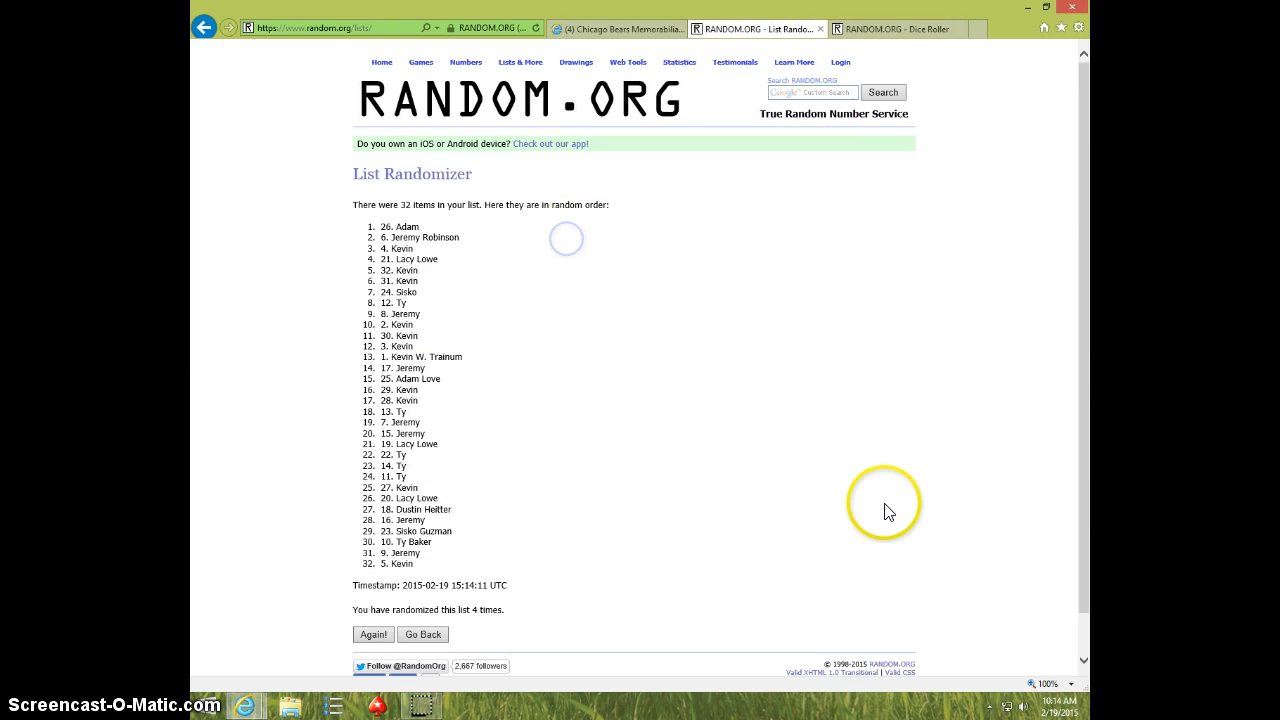 https://www.random.org/lists/
RANDOM.ORG (...
(4) Chicago Bears Memorabilia...
RANDOM.ORG - List Rando...
RANDOM.ORG - Dice Roller
Home Games Numbers Lists & More Drawings Web Tools Statistics Testimonials Learn More Login
RANDOM.ORG
Search RANDOM.ORG
Google Custom Search
Search
True Random Number Service
Do you own an iOS or Android device? Check out our app!
List Randomizer
There were 32 items in your list. Here they are in random order:
1. 26. Adam
2. 6. Jeremy Robinson
3. 4. Kevin
4. 21. Lacy Lowe
5. 32. Kevin
6. 31. Kevin
7. 24. Sisko
8. 12. Ty
9. 8. Jeremy
10. 2. Kevin
11. 30. Kevin
12. 3. Kevin
13. 1. Kevin W. Trainum
14. 17. Jeremy
15. 25. Adam Love
16. 29. Kevin
17. 28. Kevin
18. 13. Ty
19. 7. Jeremy
20. 15. Jeremy
21. 19. Lacy Lowe
22. 22. Ty
23. 14. Ty
24. 11. Ty
25. 27. Kevin
26. 20. Lacy Lowe
27. 18. Dustin Heitter
28. 16. Jeremy
29. 23. Sisko Guzman
30. 10. Ty Baker
31. 9. Jeremy
32. 5. Kevin
Timestamp: 2015-02-19 15:14:11 UTC
You have randomized this list 4 times.
Again! Go Back
Follow @RandomOrg
2,667 followers
© 1998-2015 RANDOM.ORG
Valid XHTML 1.0 Transitional | Valid CSS
100%
10:14 AM
2/19/2015
Screencast-O-Matic.com